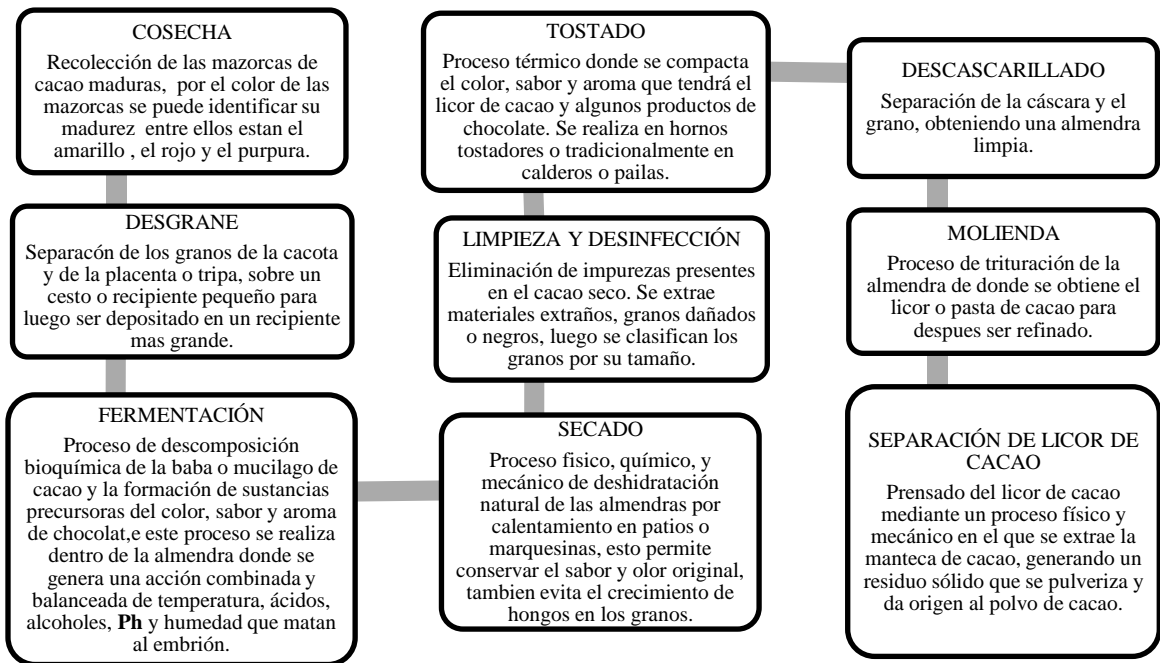 COSECHA
Recolección de las mazorcas de
cacao maduras,  por el color de las
mazorcas se puede identificar su
madurez  entre ellos estan el
amarillo , el rojo y el purpura.
DESGRANE
Separacón de los granos de la cacota
y de la placenta o tripa, sobre un
cesto o recipiente pequeño para
luego ser depositado en un recipiente
mas grande.
FERMENTACIÓN
Proceso de descomposición
bioquímica de la baba o mucilago de
cacao y la formación de sustancias
precursoras del color, sabor y aroma
de chocolat,e este proceso se realiza
dentro de la almendra donde se
genera una acción combinada y
balanceada de temperatura, ácidos,
alcoholes, Ph y humedad que matan
al embrión.
SECADO
Proceso fisico, químico, y
mecánico de deshidratación
natural de las almendras por
calentamiento en patios o
marquesinas, esto permite
conservar el sabor y olor original,
tambien evita el crecimiento de
hongos en los granos.
LIMPIEZA Y DESINFECCIÓN
Eliminación de impurezas presentes
en el cacao seco. Se extrae
materiales extraños, granos dañados
o negros, luego se clasifican los
granos por su tamaño.
TOSTADO
Proceso térmico donde se compacta
el color, sabor y aroma que tendrá el
licor de cacao y algunos productos de
chocolate. Se realiza en hornos
tostadores o tradicionalmente en
calderos o pailas.
DESCASCARILLADO
Separación de la cáscara y el
grano, obteniendo una almendra
limpia.
MOLIENDA
Proceso de trituración de la
almendra de donde se obtiene el
licor o pasta de cacao para
despues ser refinado.
SEPARACIÓN DE LICOR DE
CACAO
Prensado del licor de cacao
mediante un proceso físico y
mecánico en el que se extrae la
manteca de cacao, generando un
residuo sólido que se pulveriza y
da origen al polvo de cacao.